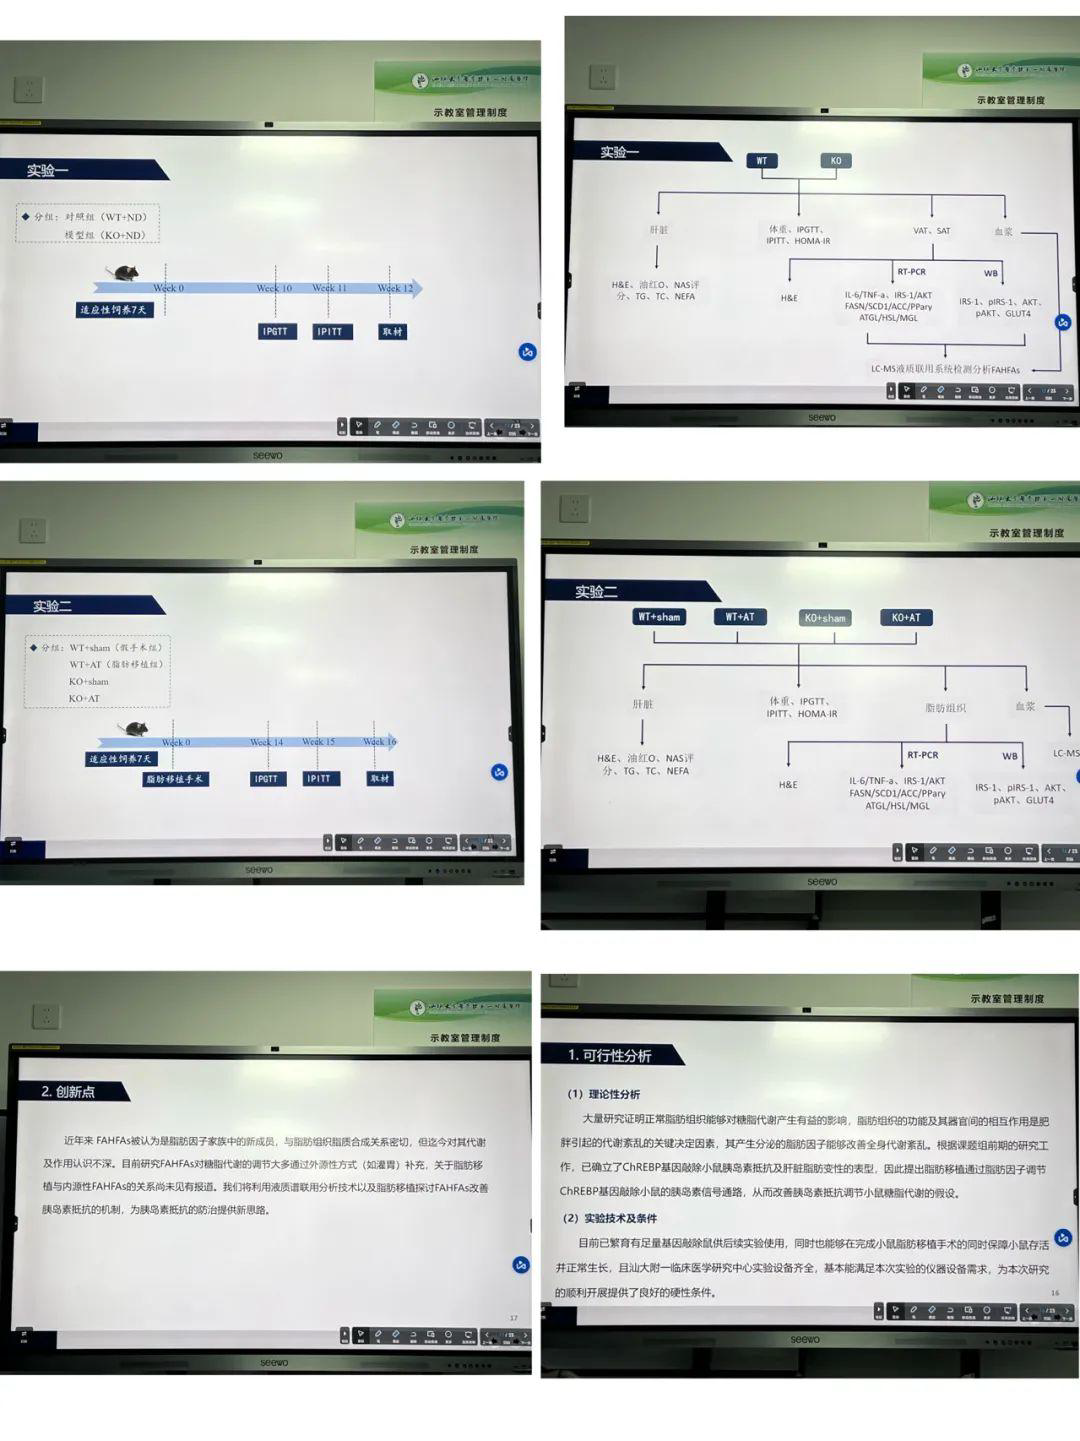 示教室管理制度
实验一
◆ 分组：对照组（WT+ND）
模型组（KO+ND）
Week 0
Week 10
Week 11
Week 12
适应性饲养7天
IPGTT
IPITT
取材
seewo
示教室管理制度
实验一
WT
KO
肝脏
体重、IPGTT、
IPITT、HOMA-IR
VAT、SAT
血浆
H&E、油红O、NAS评
分、TG、TC、NEFA
H&E
RT-PCR
WB
IL-6/TNF-a、IRS-1/AKT
FASN/SCD1/ACC/PPary
ATGL/HSL/MGL
IRS-1、pIRS-1、AKT、
pAKT、GLUT4
LC-MS液质联用系统检测分析FAHFAs
seewo
示教室管理制度
实验二
◆ 分组：WT+sham（假手术组）
WT+AT（脂肪移植组）
KO+sham
KO+AT
Week 0
Week 14
Week 15
Week 16
适应性饲养7天
脂肪移植手术
IPGTT
IPITT
取材
seewo
示教室管理制度
实验二
WT+sham
WT+AT
KO+sham
KO+AT
肝脏
体重、IPGTT、
IPITT、HOMA-IR
脂肪组织
血浆
H&E、油红O、NAS评
分、TG、TC、NEFA
H&E
RT-PCR
WB
LC-MS
IL-6/TNF-a、IRS-1/AKT
FASN/SCD1/ACC/PPary
ATGL/HSL/MGL
IRS-1、pIRS-1、AKT、
pAKT、GLUT4
seewo
示教室管理制度
2. 创新点
近年来 FAHFAs被认为是脂肪因子家族中的新成员，与脂肪组织脂质合成关系密切，但迄今对其代谢
及作用认识不深。目前研究FAHFAs对糖脂代谢的调节大多通过外源性方式（如灌胃）补充，关于脂肪移
植与内源性FAHFAs的关系尚未见有报道。我们将利用液质谱联用分析技术以及脂肪移植探讨FAHFAs改善
胰岛素抵抗的机制，为胰岛素抵抗的防治提供新思路。
17
seewo
示教室管理制度
1. 可行性分析
（1）理论性分析
大量研究证明正常脂肪组织能够对糖脂代谢产生有益的影响，脂肪组织的功能及其器官间的相互作用是肥
胖引起的代谢紊乱的关键决定因素，其产生分泌的脂肪因子能够改善全身代谢紊乱。根据课题组前期的研究工
作，已确立了ChREBP基因敲除小鼠胰岛素抵抗及肝脏脂肪变性的表型，因此提出脂肪移植通过脂肪因子调节
ChREBP基因敲除小鼠的胰岛素信号通路，从而改善胰岛素抵抗调节小鼠糖脂代谢的假设。
（2）实验技术及条件
目前已繁育有足量基因敲除鼠供后续实验使用，同时也能够在完成小鼠脂肪移植手术的同时保障小鼠存活
并正常生长，且汕大附一临床医学研究中心实验设备齐全，基本能满足本次实验的仪器设备需求，为本次研究
的顺利开展提供了良好的硬性条件。
16
seewo